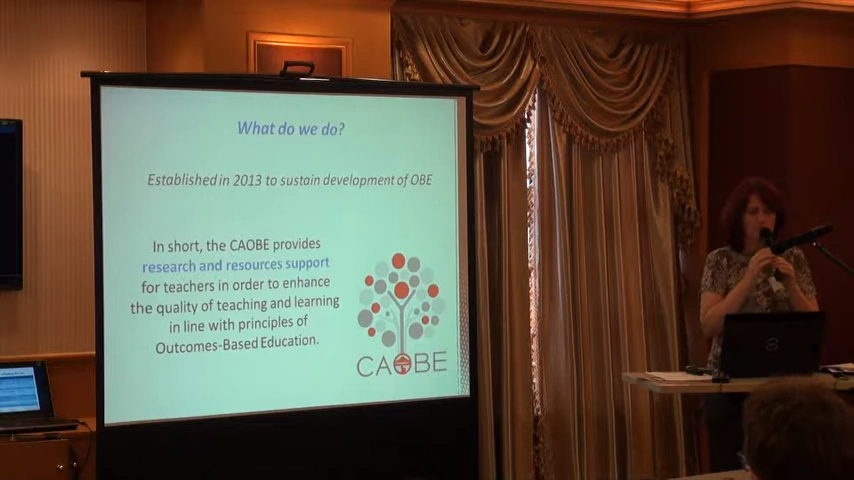 What do we do?
Established in 2013 to sustain development of OBE
In short, the CAOBE provides
research and resources support
for teachers in order to enhance
the quality of teaching and learning
in line with principles of
Outcomes-Based Education.
CAOBE